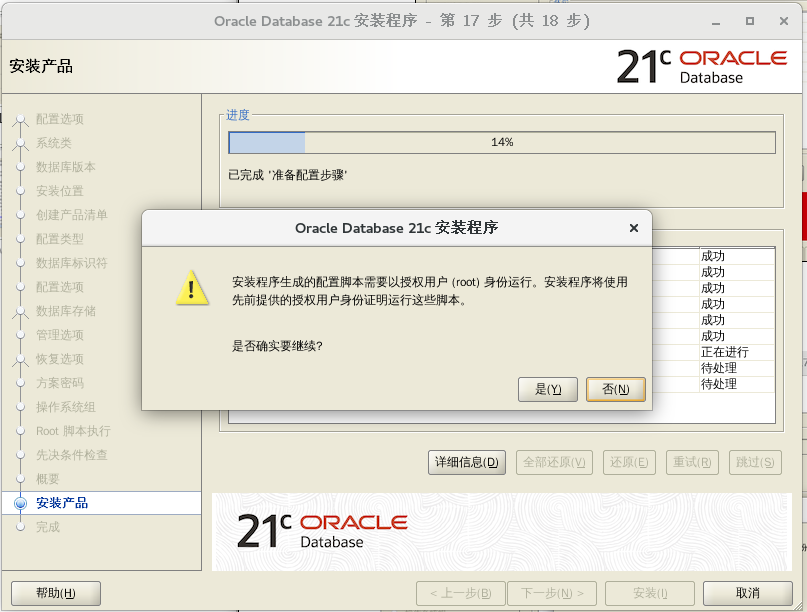 Oracle Database 21c 安装程序 - 第 17 步 (共 18 步)
安装产品
21c ORACLE
Database
配置选项
系统类
数据库版本
安装位置
创建产品清单
配置类型
数据库标识符
配置选项
数据库存储
管理选项
恢复选项
方案密码
操作系统组
Root 脚本执行
先决条件检查
概要
安装产品
完成
进度
14%
已完成 '准备配置步骤'
成功
成功
成功
成功
成功
成功
正在进行
待处理
待处理
Oracle Database 21c 安装程序
安装程序生成的配置脚本需要以授权用户 (root) 身份运行。安装程序将使用
先前提供的授权用户身份证明运行这些脚本。
是否确实要继续?
是(Y)
否(N)
详细信息(D)
全部还原(V)
还原(E)
重试(R)
跳过(S)
21c ORACLE
Database
帮助(H)
< 上一步(B)
下一步(N) >
安装(I)
取消